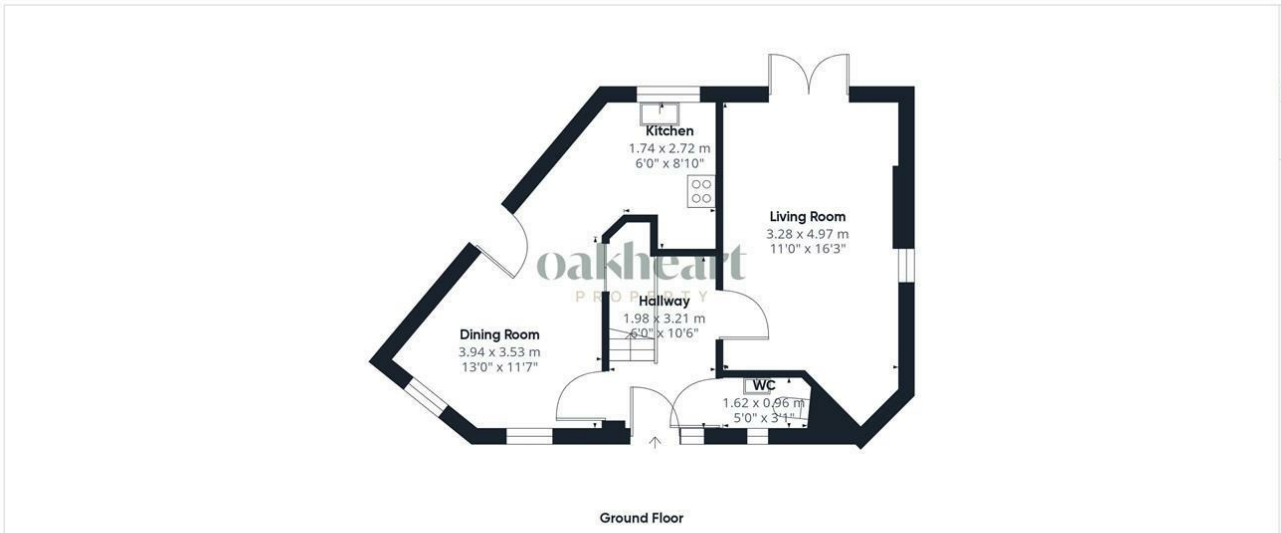 Kitchen
1.74 x 2.72 m
6'0" x 8'10"
Living Room
3.28 x 4.97 m
11'0" x 16'3"
oakheart
PROPERTY
Hallway
1.98 x 3.21 m
6'0" x 10'6"
Dining Room
3.94 x 3.53 m
13'0" x 11'7"
WC
1.62 x 0.96 m
5'0" x 3'1"
Ground Floor